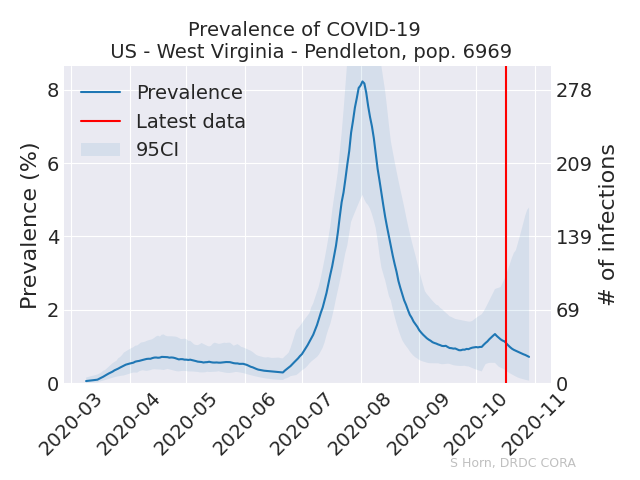 Prevalence of COVID-19
US - West Virginia - Pendleton, pop. 6969
Prevalence
Latest data
95CI
Prevalence (%)
8
6
4
2
0
278
209
139
69
0
# of infections
2020-03
2020-04
2020-05
2020-06
2020-07
2020-08
2020-09
2020-10
2020-11
S Horn, DRDC CORA